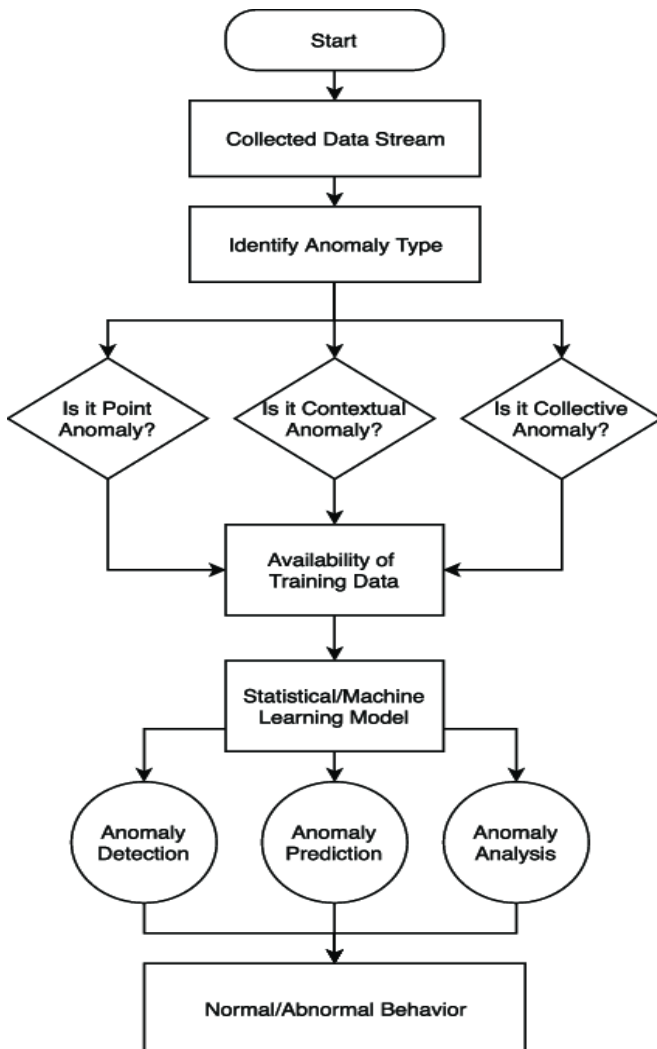 Start
Collected Data Stream
Identify Anomaly Type
Is it Point
Anomaly?
Is it Contextual
Anomaly?
Is it Collective
Anomaly?
Availability of
Training Data
Statistical/Machine
Learning Model
Anomaly
Detection
Anomaly
Prediction
Anomaly
Analysis
Normal/Abnormal Behavior